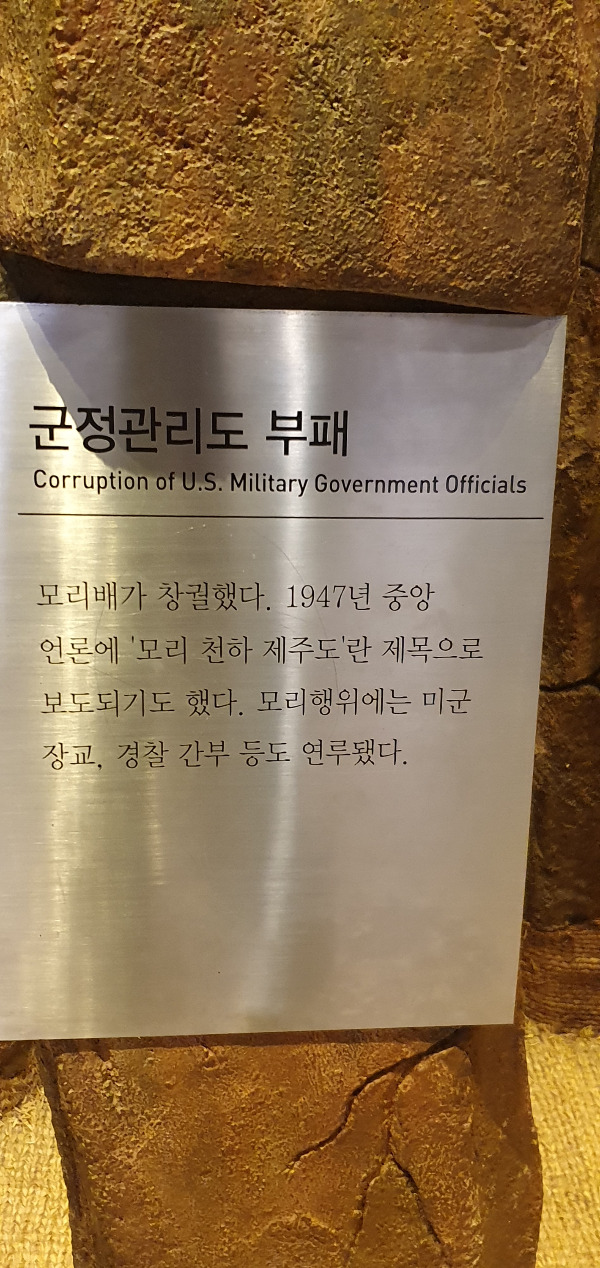 군정관리도 부패
Corruption of U.S. Military Government Officials
모리배가 창궐했다. 1947년 중앙
언론에 '모리 천하 제주도'란 제목으로
보도되기도 했다. 모리행위에는 미군
장교, 경찰 간부 등도 연루됐다.